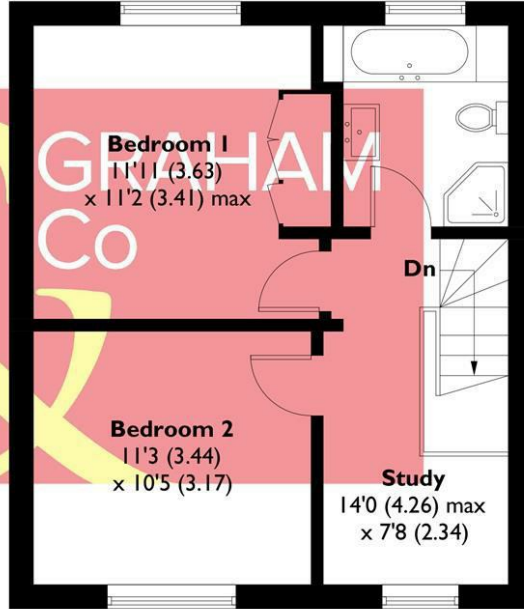 Bedroom 1
11'11 (3.63)
x 11'2 (3.41) max
GRAHAM
Co
Dn
Bedroom 2
11'3 (3.44)
x 10'5 (3.17)
Study
14'0 (4.26) max
x 7'8 (2.34)